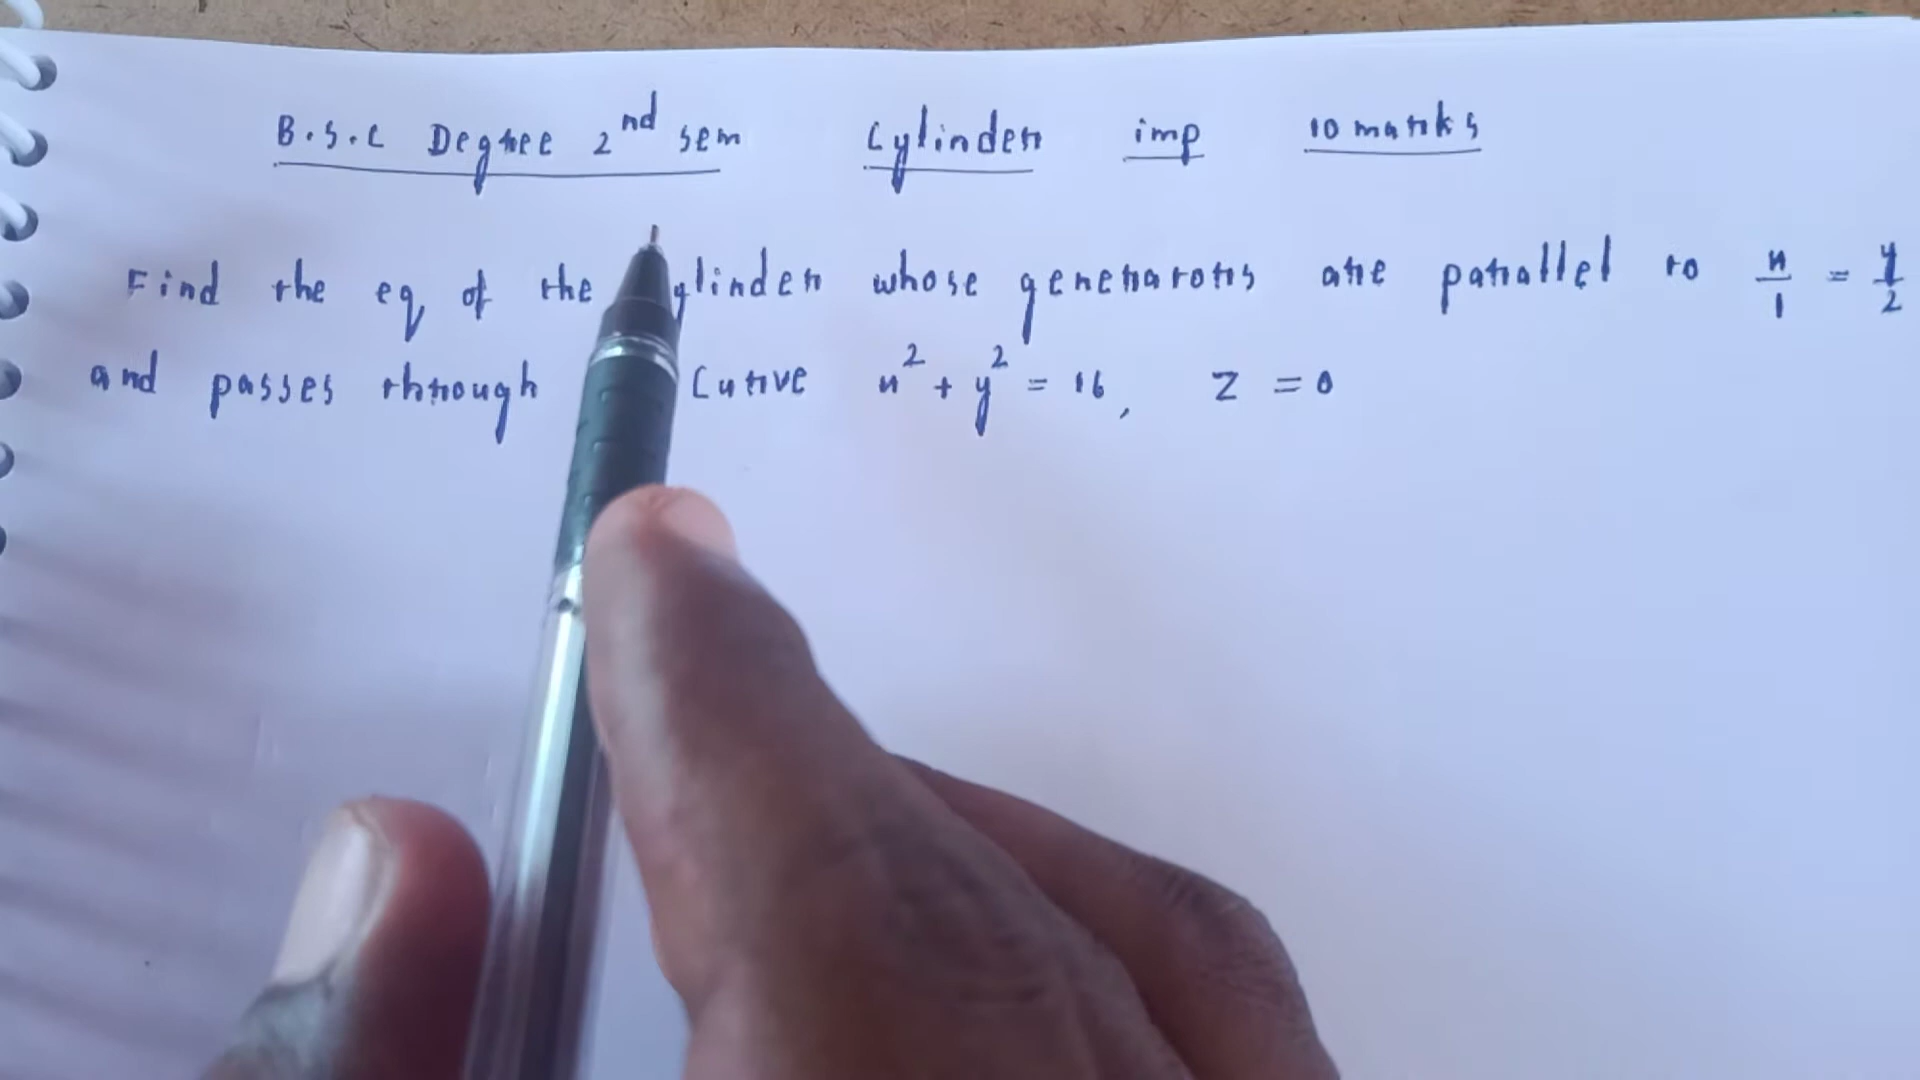 B.S.C Degree 2nd sem Cylinder imp 10 marks
Find the eq of the ylinder whose generators are parallel to x/1 = y/2
and passes through Curve x² + y² = 16, Z = 0